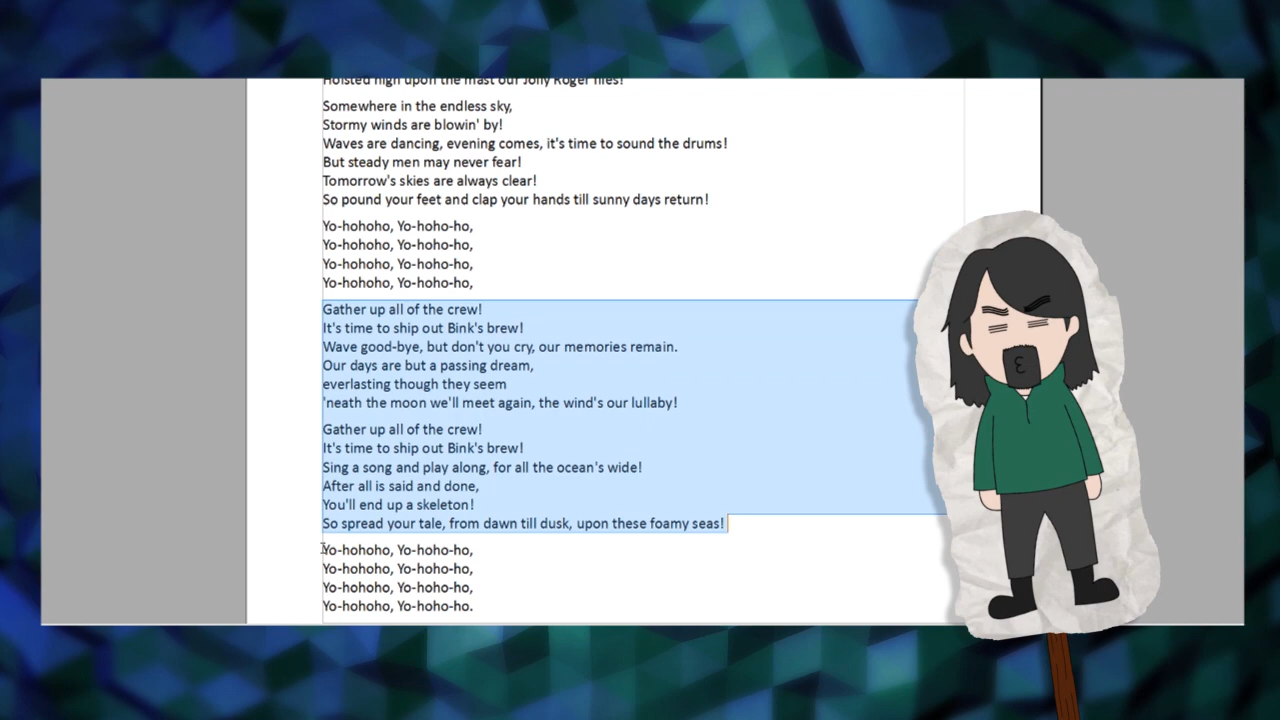 Hoisted high upon the mast our Jolly Roger flies!
Somewhere in the endless sky,
Stormy winds are blowin' by!
Waves are dancing, evening comes, it's time to sound the drums!
But steady men may never fear!
Tomorrow's skies are always clear!
So pound your feet and clap your hands till sunny days return!
Yo-hohoho, Yo-hoho-ho,
Yo-hohoho, Yo-hoho-ho,
Yo-hohoho, Yo-hoho-ho,
Yo-hohoho, Yo-hoho-ho,
Gather up all of the crew!
It's time to ship out Bink's brew!
Wave good-bye, but don't you cry, our memories remain.
Our days are but a passing dream,
everlasting though they seem
'neath the moon we'll meet again, the wind's our lullaby!
Gather up all of the crew!
It's time to ship out Bink's brew!
Sing a song and play along, for all the ocean's wide!
After all is said and done,
You'll end up a skeleton!
So spread your tale, from dawn till dusk, upon these foamy seas!
Yo-hohoho, Yo-hoho-ho,
Yo-hohoho, Yo-hoho-ho,
Yo-hohoho, Yo-hoho-ho,
Yo-hohoho, Yo-hoho-ho.